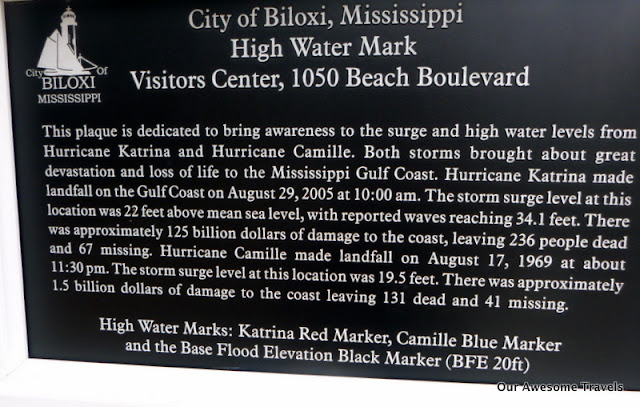 City of Biloxi, Mississippi
High Water Mark
Visitors Center, 1050 Beach Boulevard
City of
BILOXI
MISSISSIPPI
This plaque is dedicated to bring awareness to the surge and high water levels from
Hurricane Katrina and Hurricane Camille. Both storms brought about great
devastation and loss of life to the Mississippi Gulf Coast. Hurricane Katrina made
landfall on the Gulf Coast on August 29, 2005 at 10:00 am. The storm surge level at this
location was 22 feet above mean sea level, with reported waves reaching 34.1 feet. There
was approximately 125 billion dollars of damage to the coast, leaving 236 people dead
and 67 missing. Hurricane Camille made landfall on August 17, 1969 at about
11:30 pm. The storm surge level at this location was 19.5 feet. There was approximately
1.5 billion dollars of damage to the coast leaving 131 dead and 41 missing.
High Water Marks: Katrina Red Marker, Camille Blue Marker
and the Base Flood Elevation Black Marker (BFE 20ft)
Our Awesome Travels